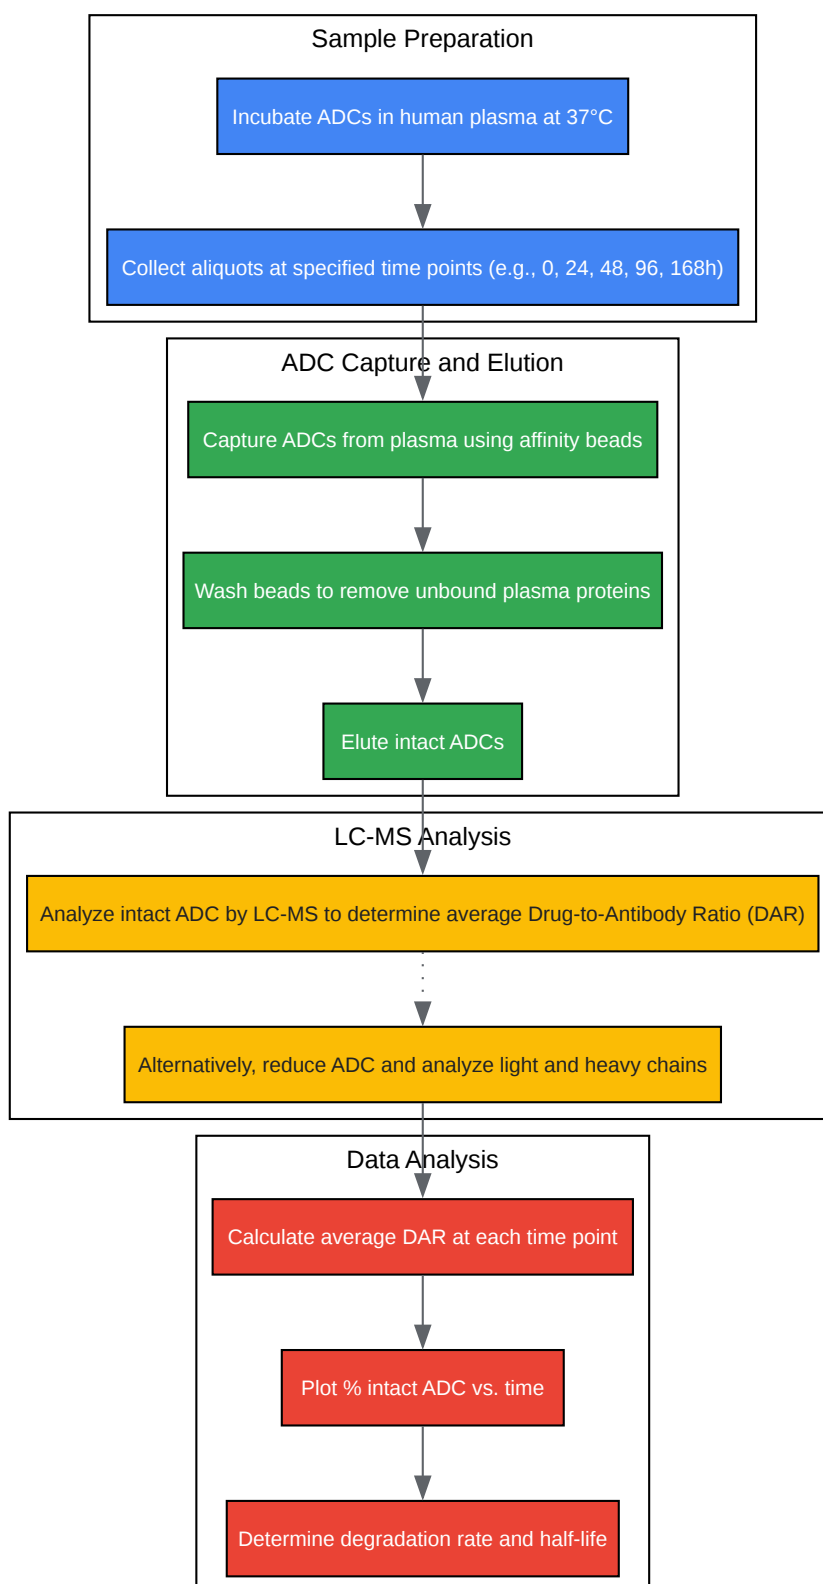 Sample Preparation
Incubate ADCs in human plasma at 37°C
Collect aliquots at specified time points (e.g., 0, 24, 48, 96, 168h)
ADC Capture and Elution
Capture ADCs from plasma using affinity beads
Wash beads to remove unbound plasma proteins
Elute intact ADCs
LC-MS Analysis
Analyze intact ADC by LC-MS to determine average Drug-to-Antibody Ratio (DAR)
Alternatively, reduce ADC and analyze light and heavy chains
Data Analysis
Calculate average DAR at each time point
Plot % intact ADC vs. time
Determine degradation rate and half-life